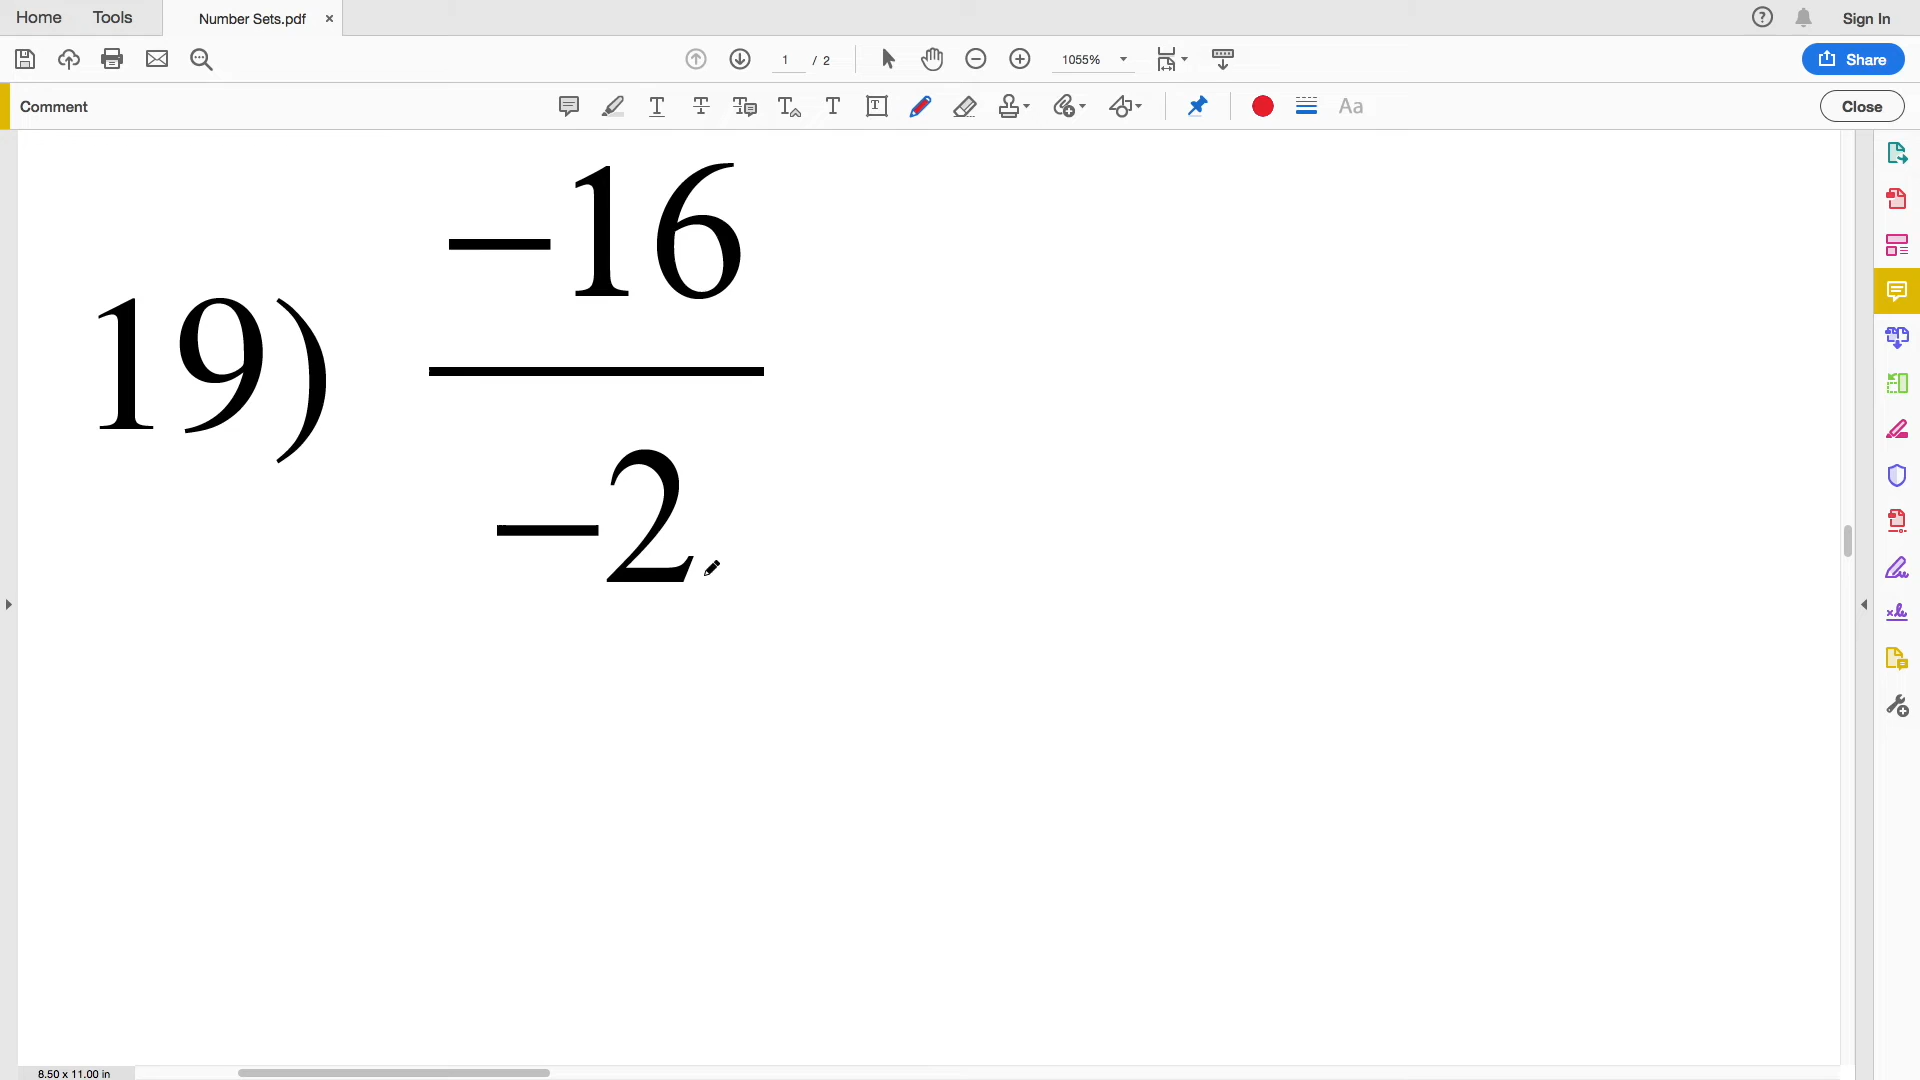 Home Tools Number Sets.pdf × Sign In
1 / 2 1055% Share
Comment Aa Close
−16
19)
−2
8.50 x 11.00 in